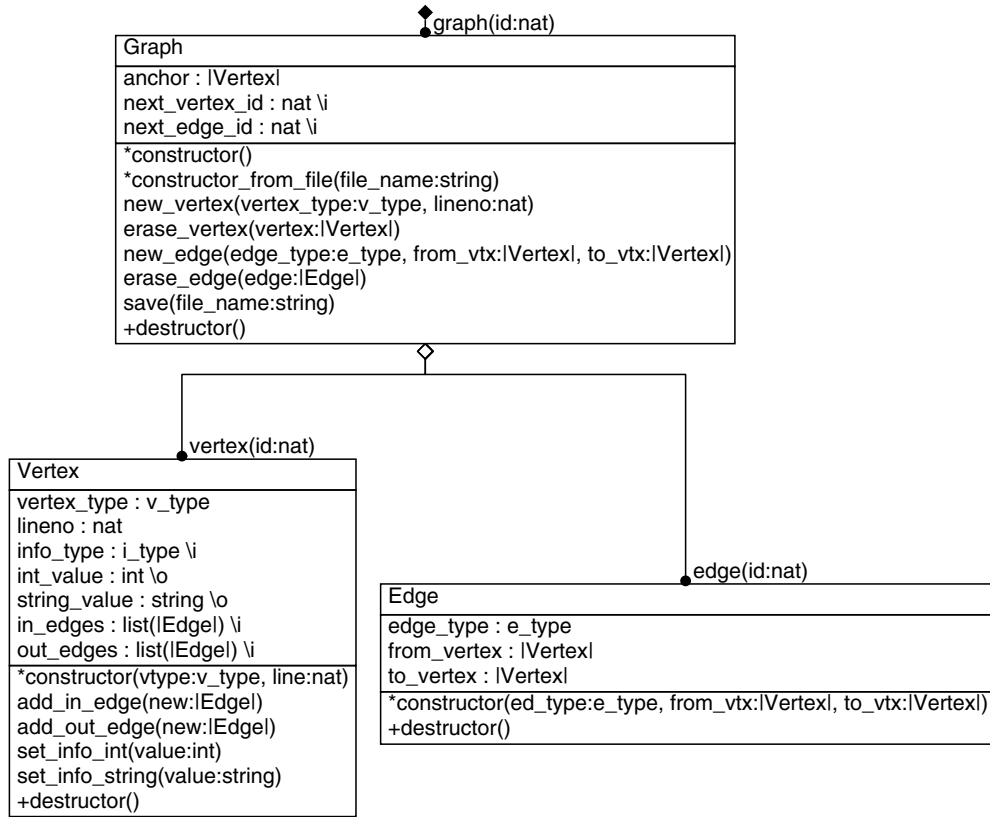 graph(id:nat)
Graph
anchor : |Vertex|
next_vertex_id : nat \i
next_edge_id : nat \i
*constructor()
*constructor_from_file(file_name:string)
new_vertex(vertex_type:v_type, lineno:nat)
erase_vertex(vertex:|Vertex|)
new_edge(edge_type:e_type, from_vtx:|Vertex|, to_vtx:|Vertex|)
erase_edge(edge:|Edge|)
save(file_name:string)
+destructor()
vertex(id:nat)
Vertex
vertex_type : v_type
lineno : nat
info_type : i_type \i
int_value : int \o
string_value : string \o
in_edges : list(|Edge|) \i
out_edges : list(|Edge|) \i
*constructor(vtype:v_type, line:nat)
add_in_edge(new:|Edge|)
add_out_edge(new:|Edge|)
set_info_int(value:int)
set_info_string(value:string)
+destructor()
edge(id:nat)
Edge
edge_type : e_type
from_vertex : |Vertex|
to_vertex : |Vertex|
*constructor(ed_type:e_type, from_vtx:|Vertex|, to_vtx:|Vertex|)
+destructor()